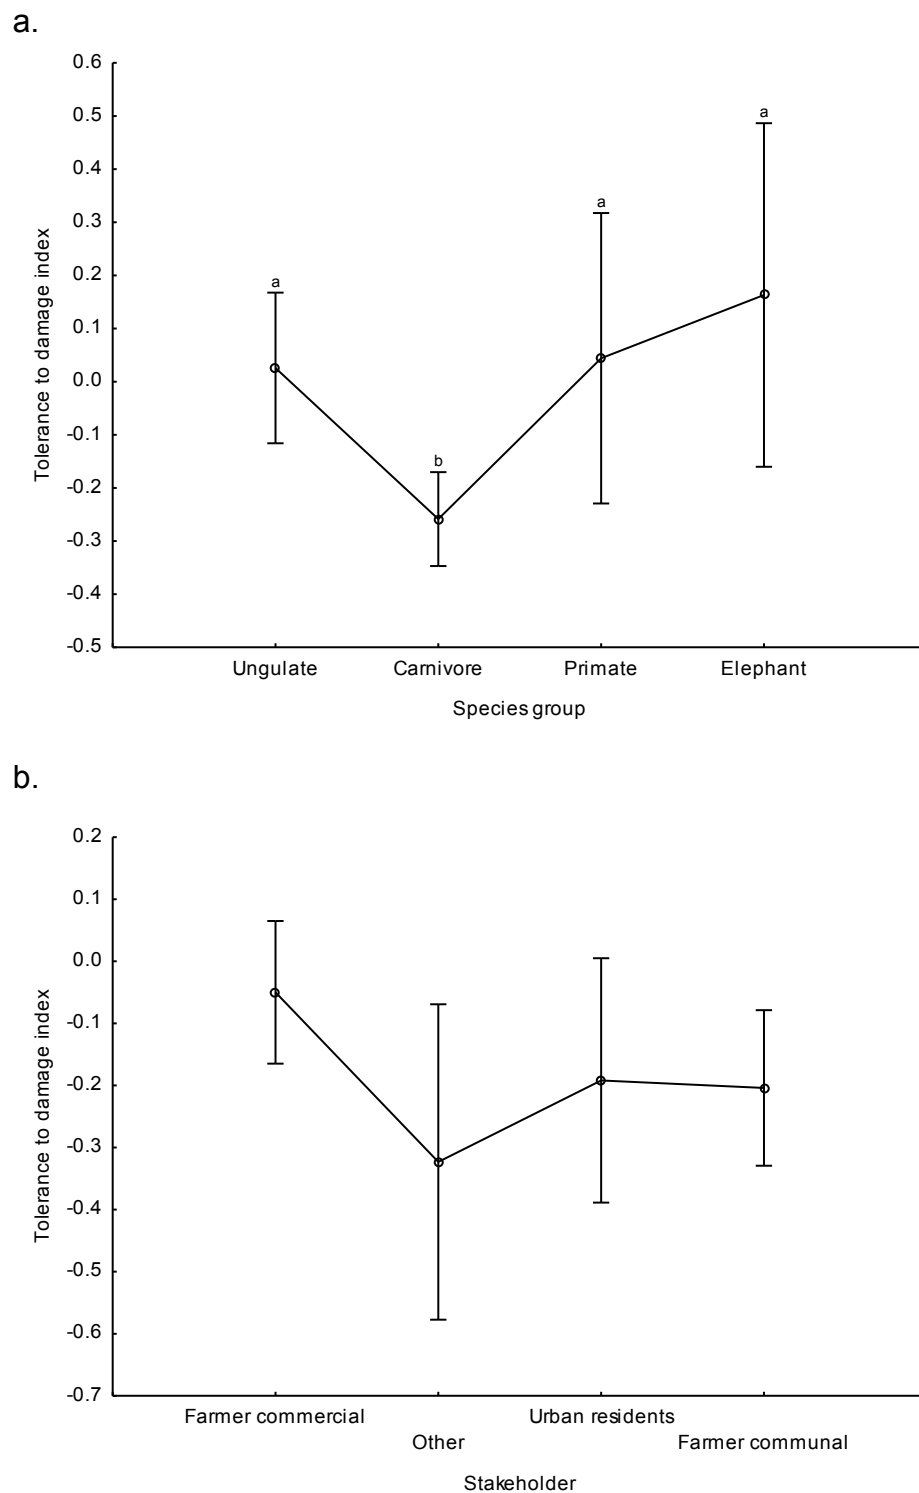 a.
0.6
0.5
0.4
0.3
0.2
0.1
0.0
-0.1
-0.2
-0.3
-0.4
-0.5
Tolerance to damage index
a
b
a
a
Ungulate Carnivore Primate Elephant
Species group
b.
0.2
0.1
0.0
-0.1
-0.2
-0.3
-0.4
-0.5
-0.6
-0.7
Tolerance to damage index
Farmer commercial Urban residents
Other Farmer communal
Stakeholder